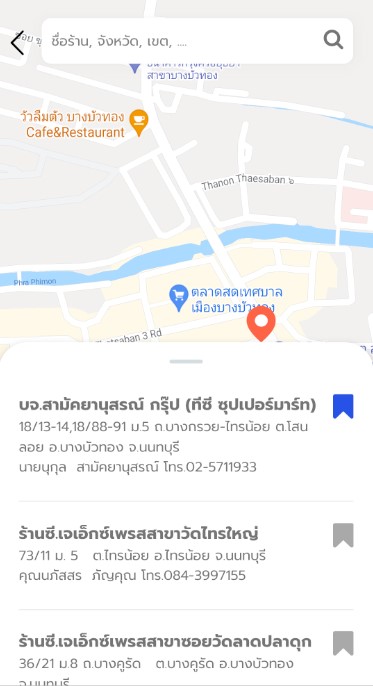 ชื่อร้าน, จังหวัด, เขต, ....
สาขาบางบัวทอง
วัวลืมตัว บางบัวทอง
Cafe&Restaurant
Thanon Thaesaban ๖
Phra Phimon
ตลาดสดเทศบาล
เมืองบางบัวทอง
3 Rd
บจ.สามัคยานุสรณ์ กรุ๊ป (ทีซี ซุปเปอร์มาร์ท)
18/13-14,18/88-91 ม.5 ถ.บางกรวย-ไทรน้อย ต.โสน
ลอย อ.บางบัวทอง จ.นนทบุรี
นายนุกุล สามัคยานุสรณ์ โทร.02-5711933
ร้านซี.เจเอ็กซ์เพรสสาขาวัดไทรใหญ่
73/11 ม. 5 ต.ไทรน้อย อ.ไทรน้อย จ.นนทบุรี
คุณนภัสสร ภัญคุณ โทร.084-3997155
ร้านซี.เจเอ็กซ์เพรสสาขาซอยวัดลาดปลาดุก
36/21 ม.8 ถ.บางคูรัด ต.บางคูรัด อ.บางบัวทอง
จ.นนทบุรี